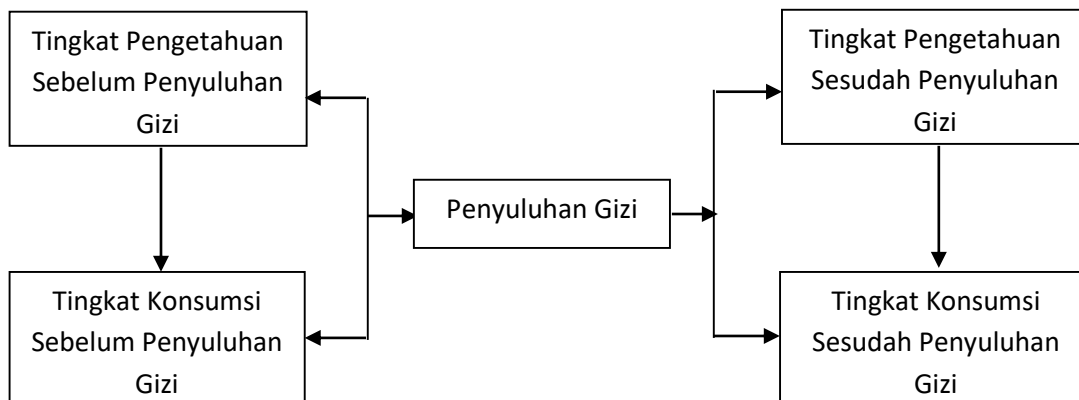 Tingkat Pengetahuan
Sebelum Penyuluhan
Gizi
Tingkat Pengetahuan
Sesudah Penyuluhan
Gizi
Penyuluhan Gizi
Tingkat Konsumsi
Sebelum Penyuluhan
Gizi
Tingkat Konsumsi
Sesudah Penyuluhan
Gizi